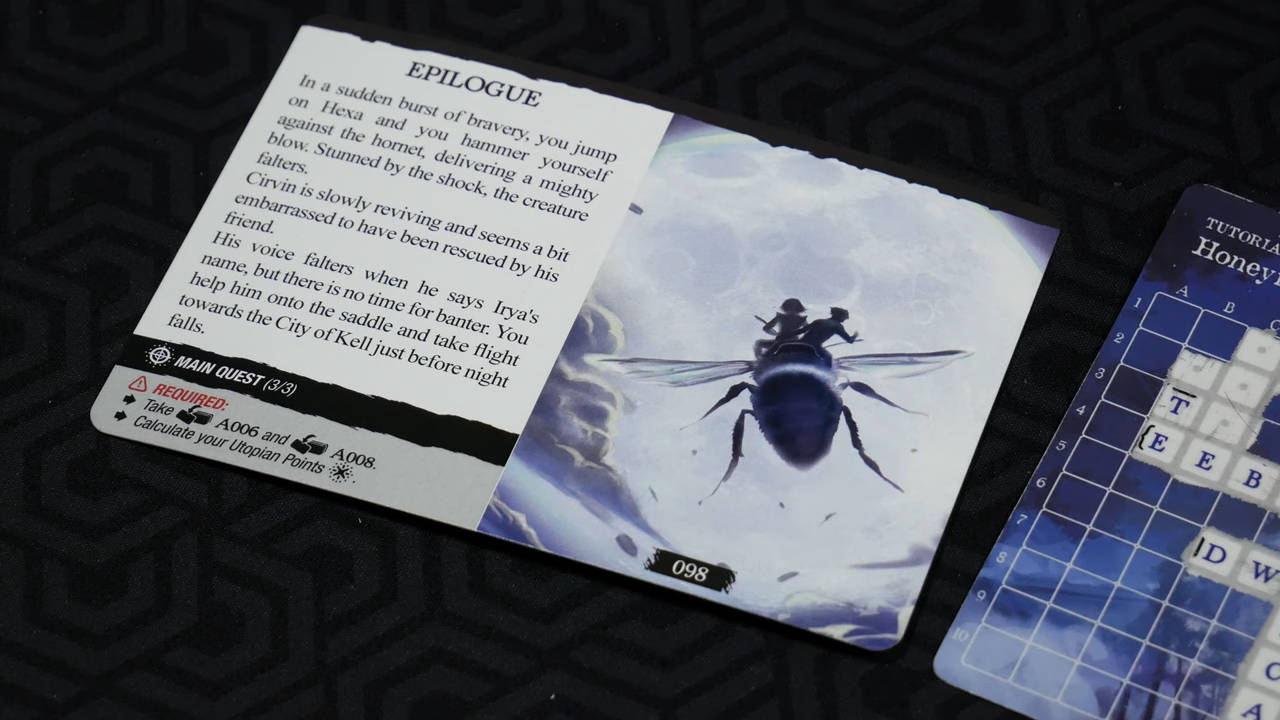 EPILOGUE
In a sudden burst of bravery, you jump
on Hexa and you hammer yourself
against the hornet, delivering a mighty
blow. Stunned by the shock, the creature
falters.
Cirvin is slowly reviving and seems a bit
embarrassed to have been rescued by his
friend.
His voice falters when he says Irya's
name, but there is no time for banter. You
help him onto the saddle and take flight
towards the City of Kell just before night
falls.
MAIN QUEST (3/3)
REQUIRED:
Take A006 and A008.
Calculate your Utopian Points
098
TUTORIA
Honey
A B
1
2
3
4 T
5 {E E B
6
7
8 D W
9
10
C
A